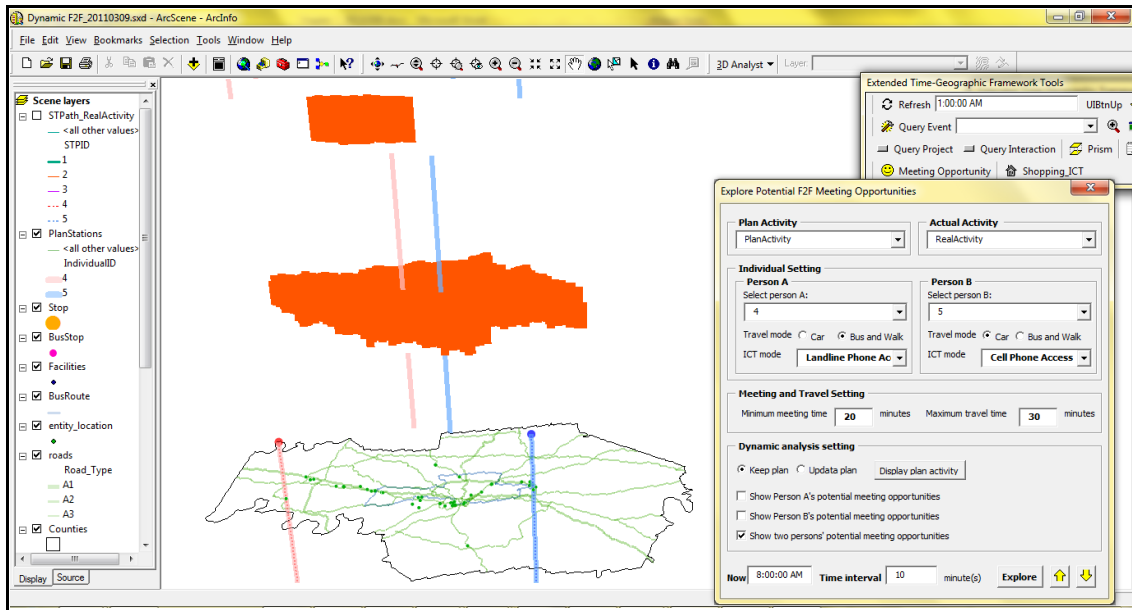 Dynamic F2F_20110309.sxd - ArcScene - ArcInfo
File Edit View Bookmarks Selection Tools Window Help
3D Analyst Layer:
Scene layers
STPath_RealActivity
<all other values>
STPID
1
2
3
4
5
PlanStations
<all other values>
IndividualID
4
5
Stop
BusStop
Facilities
BusRoute
entity_location
roads
Road_Type
A1
A2
A3
Counties
Display Source
Extended Time-Geographic Framework Tools
Refresh 1:00:00 AM UIBtnUp
Query Event
Query Project Query Interaction Prism
Meeting Opportunity Shopping_ICT
Explore Potential F2F Meeting Opportunities
Plan Activity Actual Activity
PlanActivity RealActivity
Individual Setting
Person A Person B
Select person A: Select person B:
4 5
Travel mode Car Bus and Walk Travel mode Car Bus and Walk
ICT mode Landline Phone Ac ICT mode Cell Phone Access
Meeting and Travel Setting
Minimum meeting time 20 minutes Maximum travel time 30 minutes
Dynamic analysis setting
Keep plan Updata plan Display plan activity
Show Person A's potential meeting opportunities
Show Person B's potential meeting opportunities
Show two persons' potential meeting opportunities
Now 8:00:00 AM Time interval 10 minute(s) Explore